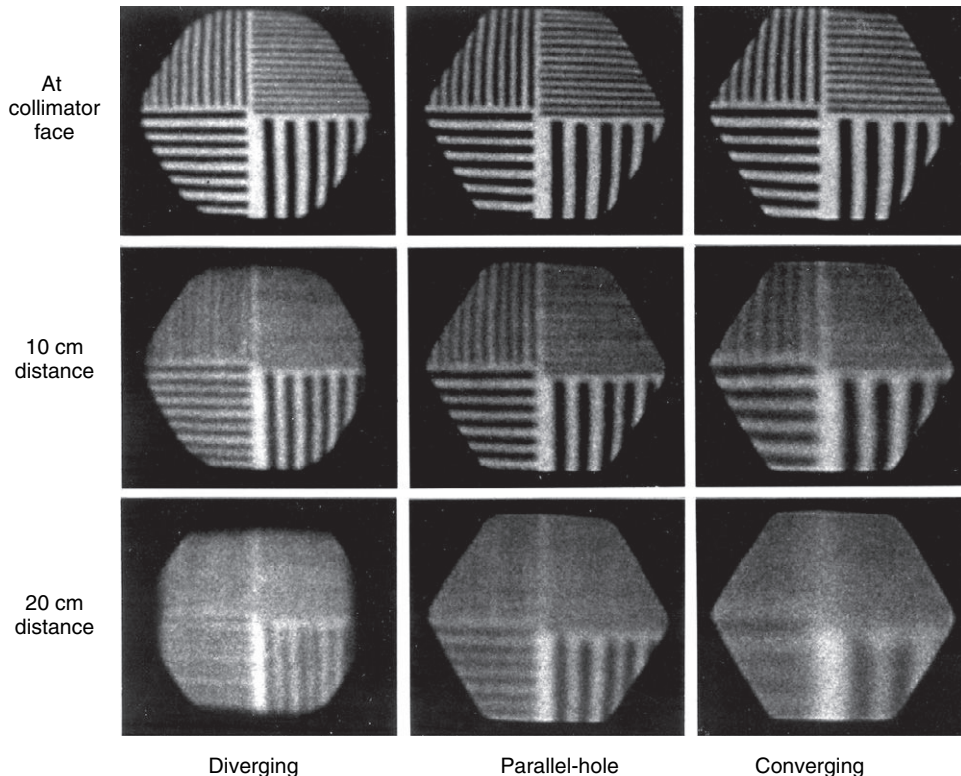 At
collimator
face
10 cm
distance
20 cm
distance
Diverging
Parallel-hole
Converging